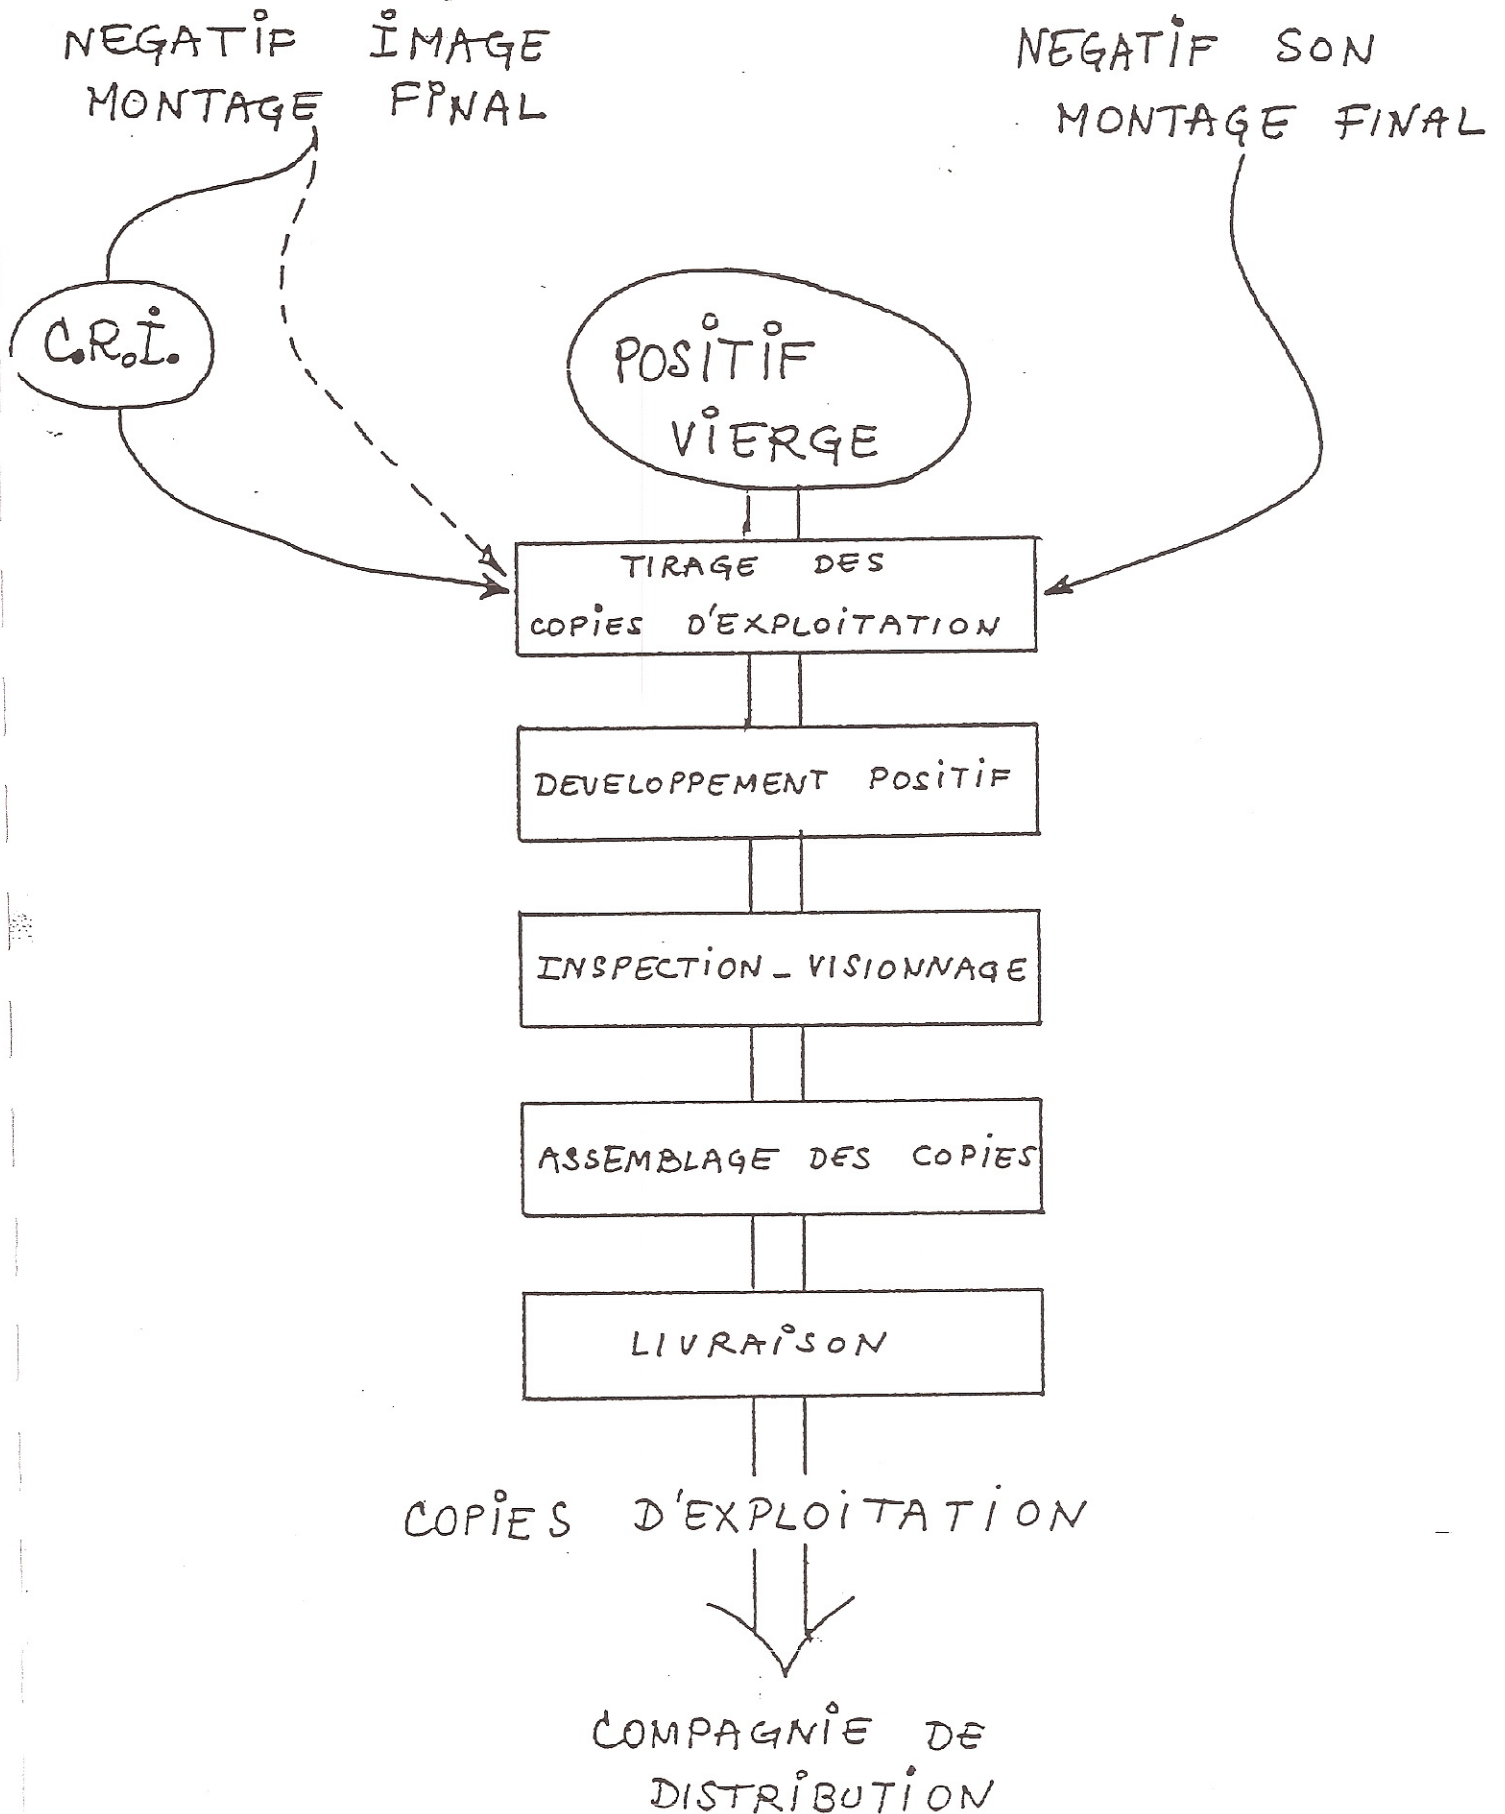 NEGATIF IMAGE
MONTAGE FINAL
NEGATIF SON
MONTAGE FINAL
C.R.I.
POSITIF
VIERGE
TIRAGE DES
COPIES D'EXPLOITATION
DEVELOPPEMENT POSITIF
INSPECTION - VISIONNAGE
ASSEMBLAGE DES COPIES
LIVRAISON
COPIES D'EXPLOITATION
COMPAGNIE DE
DISTRIBUTION